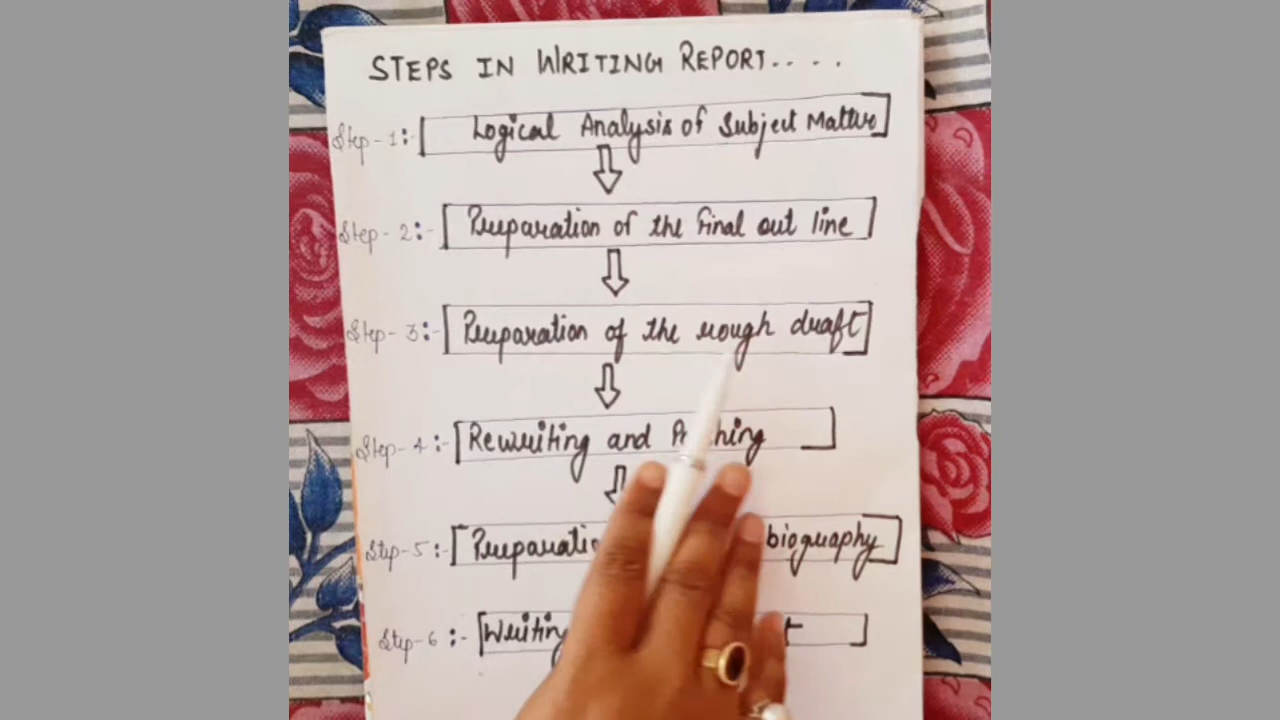 STEPS IN WRITING REPORT....
Step-1:- Logical Analysis of Subject Matter
Step-2:- Preparation of the final out line
Step-3:- Preparation of the rough draft
Step-4:- Rewriting and
Step-5:- biography
Step-6:- Writing